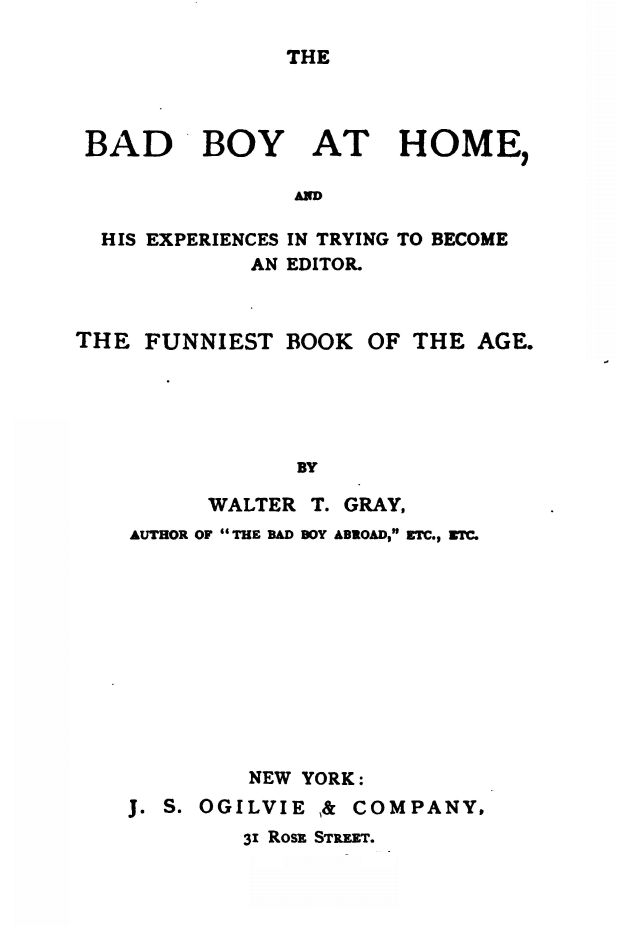 THE
BAD BOY AT HOME,
AND
HIS EXPERIENCES IN TRYING TO BECOME
AN EDITOR.
THE FUNNIEST BOOK OF THE AGE.
BY
WALTER T. GRAY,
AUTHOR OF "THE BAD BOY ABROAD," ETC., ETC.
NEW YORK:
J. S. OGILVIE & COMPANY,
31 ROSE STREET.